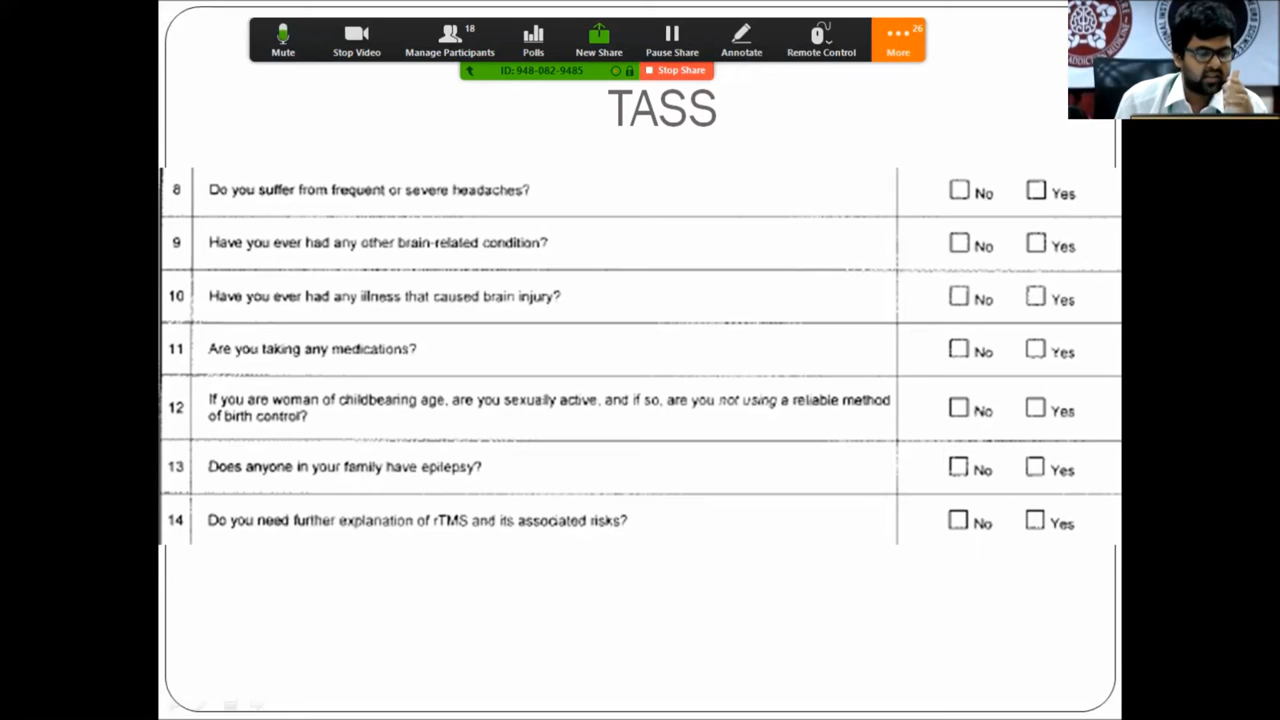 18
26
Mute
Stop Video
Manage Participants
Polls
New Share
Pause Share
Annotate
Remote Control
More
ID: 948-082-9485
Stop Share
TASS
8 Do you suffer from frequent or severe headaches? No Yes
9 Have you ever had any other brain-related condition? No Yes
10 Have you ever had any illness that caused brain injury? No Yes
11 Are you taking any medications? No Yes
12 If you are woman of childbearing age, are you sexually active, and if so, are you not using a reliable method
of birth control? No Yes
13 Does anyone in your family have epilepsy? No Yes
14 Do you need further explanation of rTMS and its associated risks? No Yes